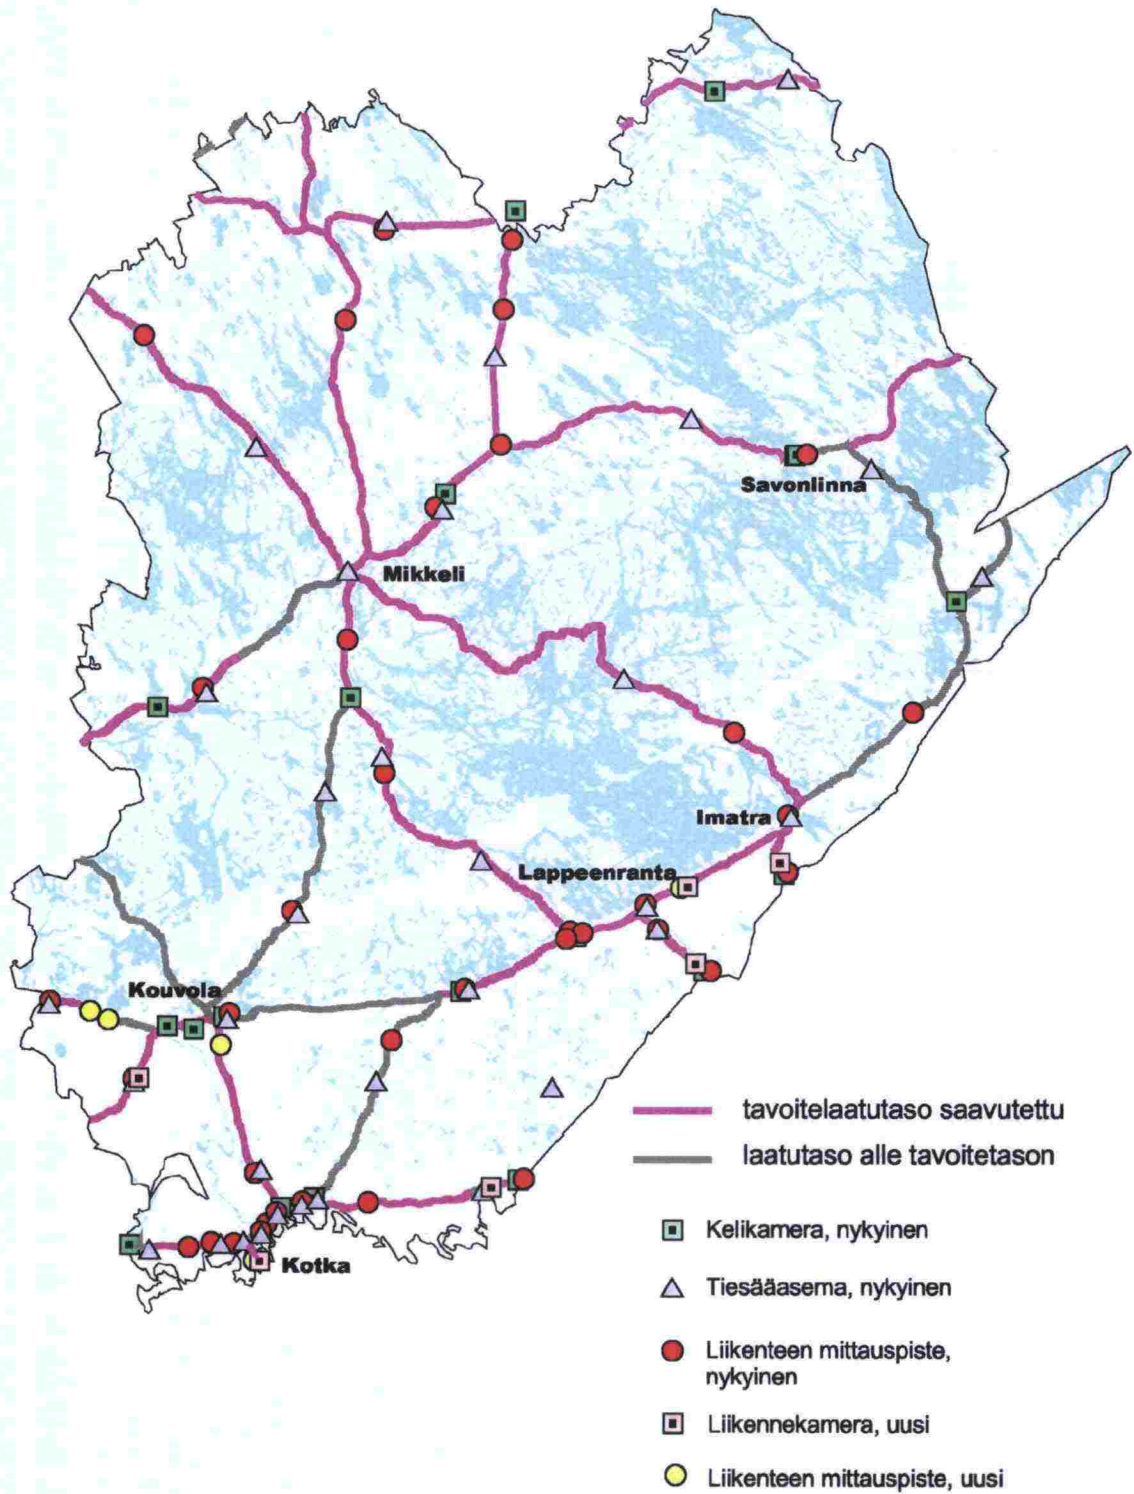 Savonlinna
Mikkeli
Imatra
Lappeenranta
Kouvola
Kotka
tavoitelaatutaso saavutettu
laatutaso alle tavoitetason
Kelikamera, nykyinen
Tiesääasema, nykyinen
Liikenteen mittauspiste,
nykyinen
Liikennekamera, uusi
Liikenteen mittauspiste, uusi